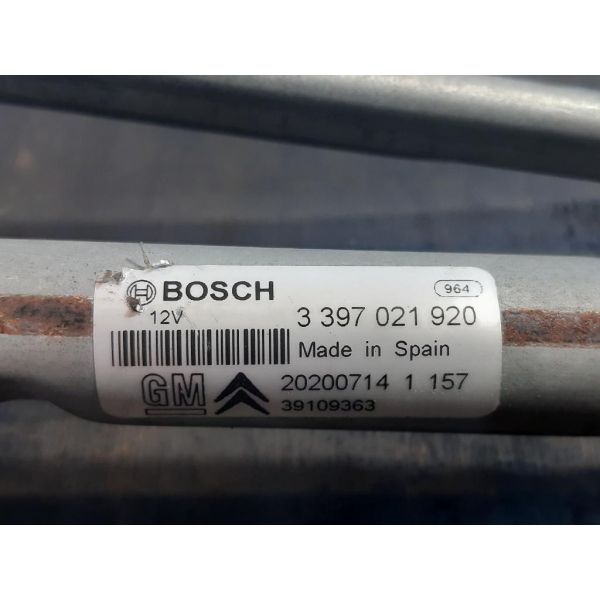 BOSCH 964
12V 3 397 021 920
Made in Spain
GM 20200714 1 157
39109363